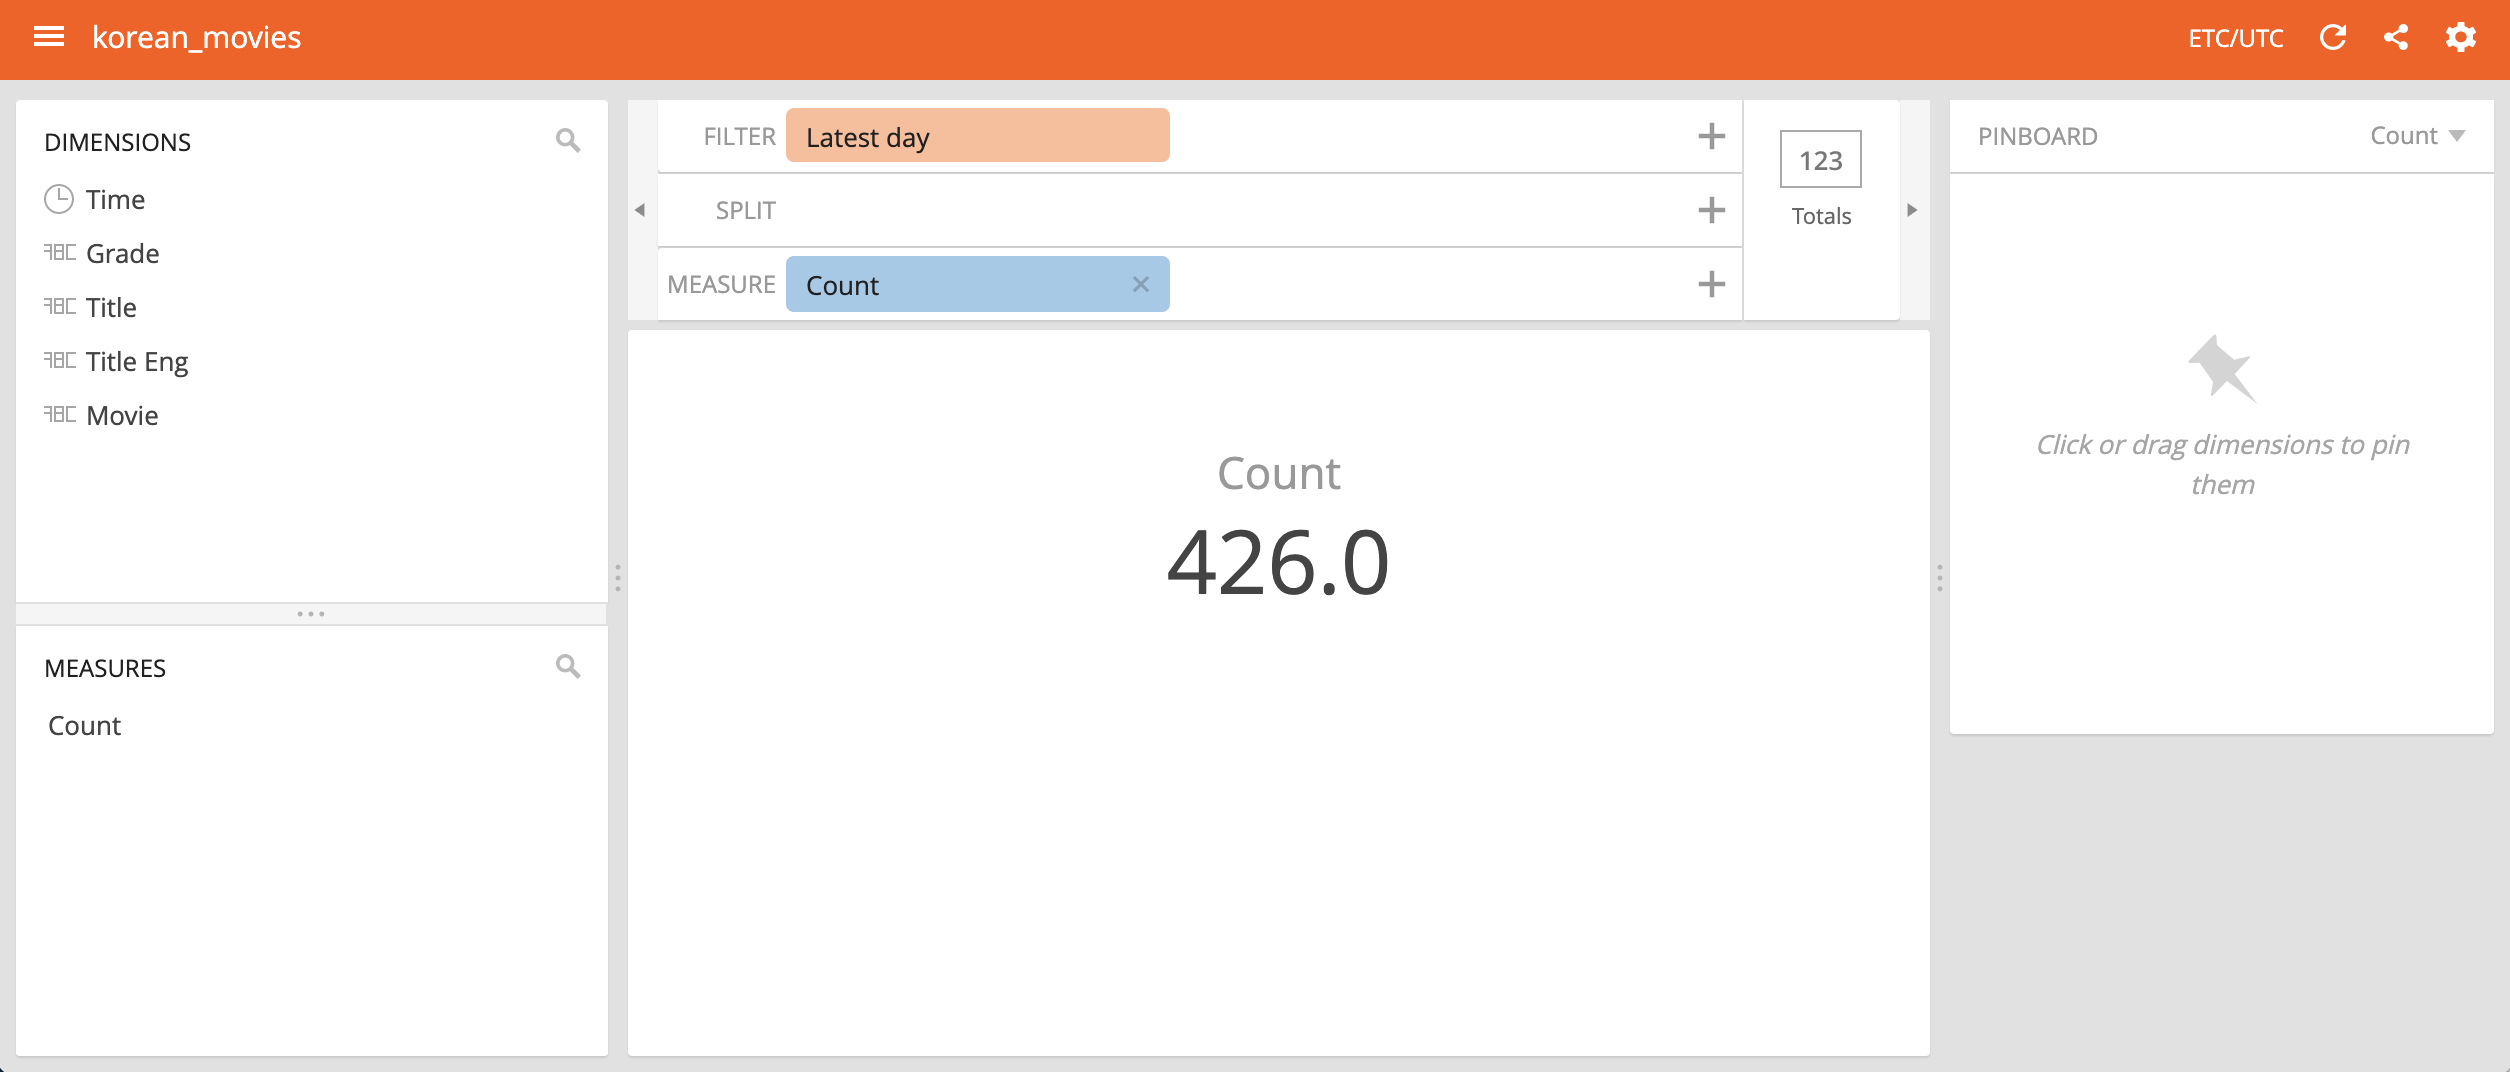 korean_movies
ETC/UTC
DIMENSIONS
Time
Grade
Title
Title Eng
Movie
MEASURES
Count
FILTER
Latest day
SPLIT
MEASURE
Count
123
Totals
Count
426.0
PINBOARD
Count
Click or drag dimensions to pin
them